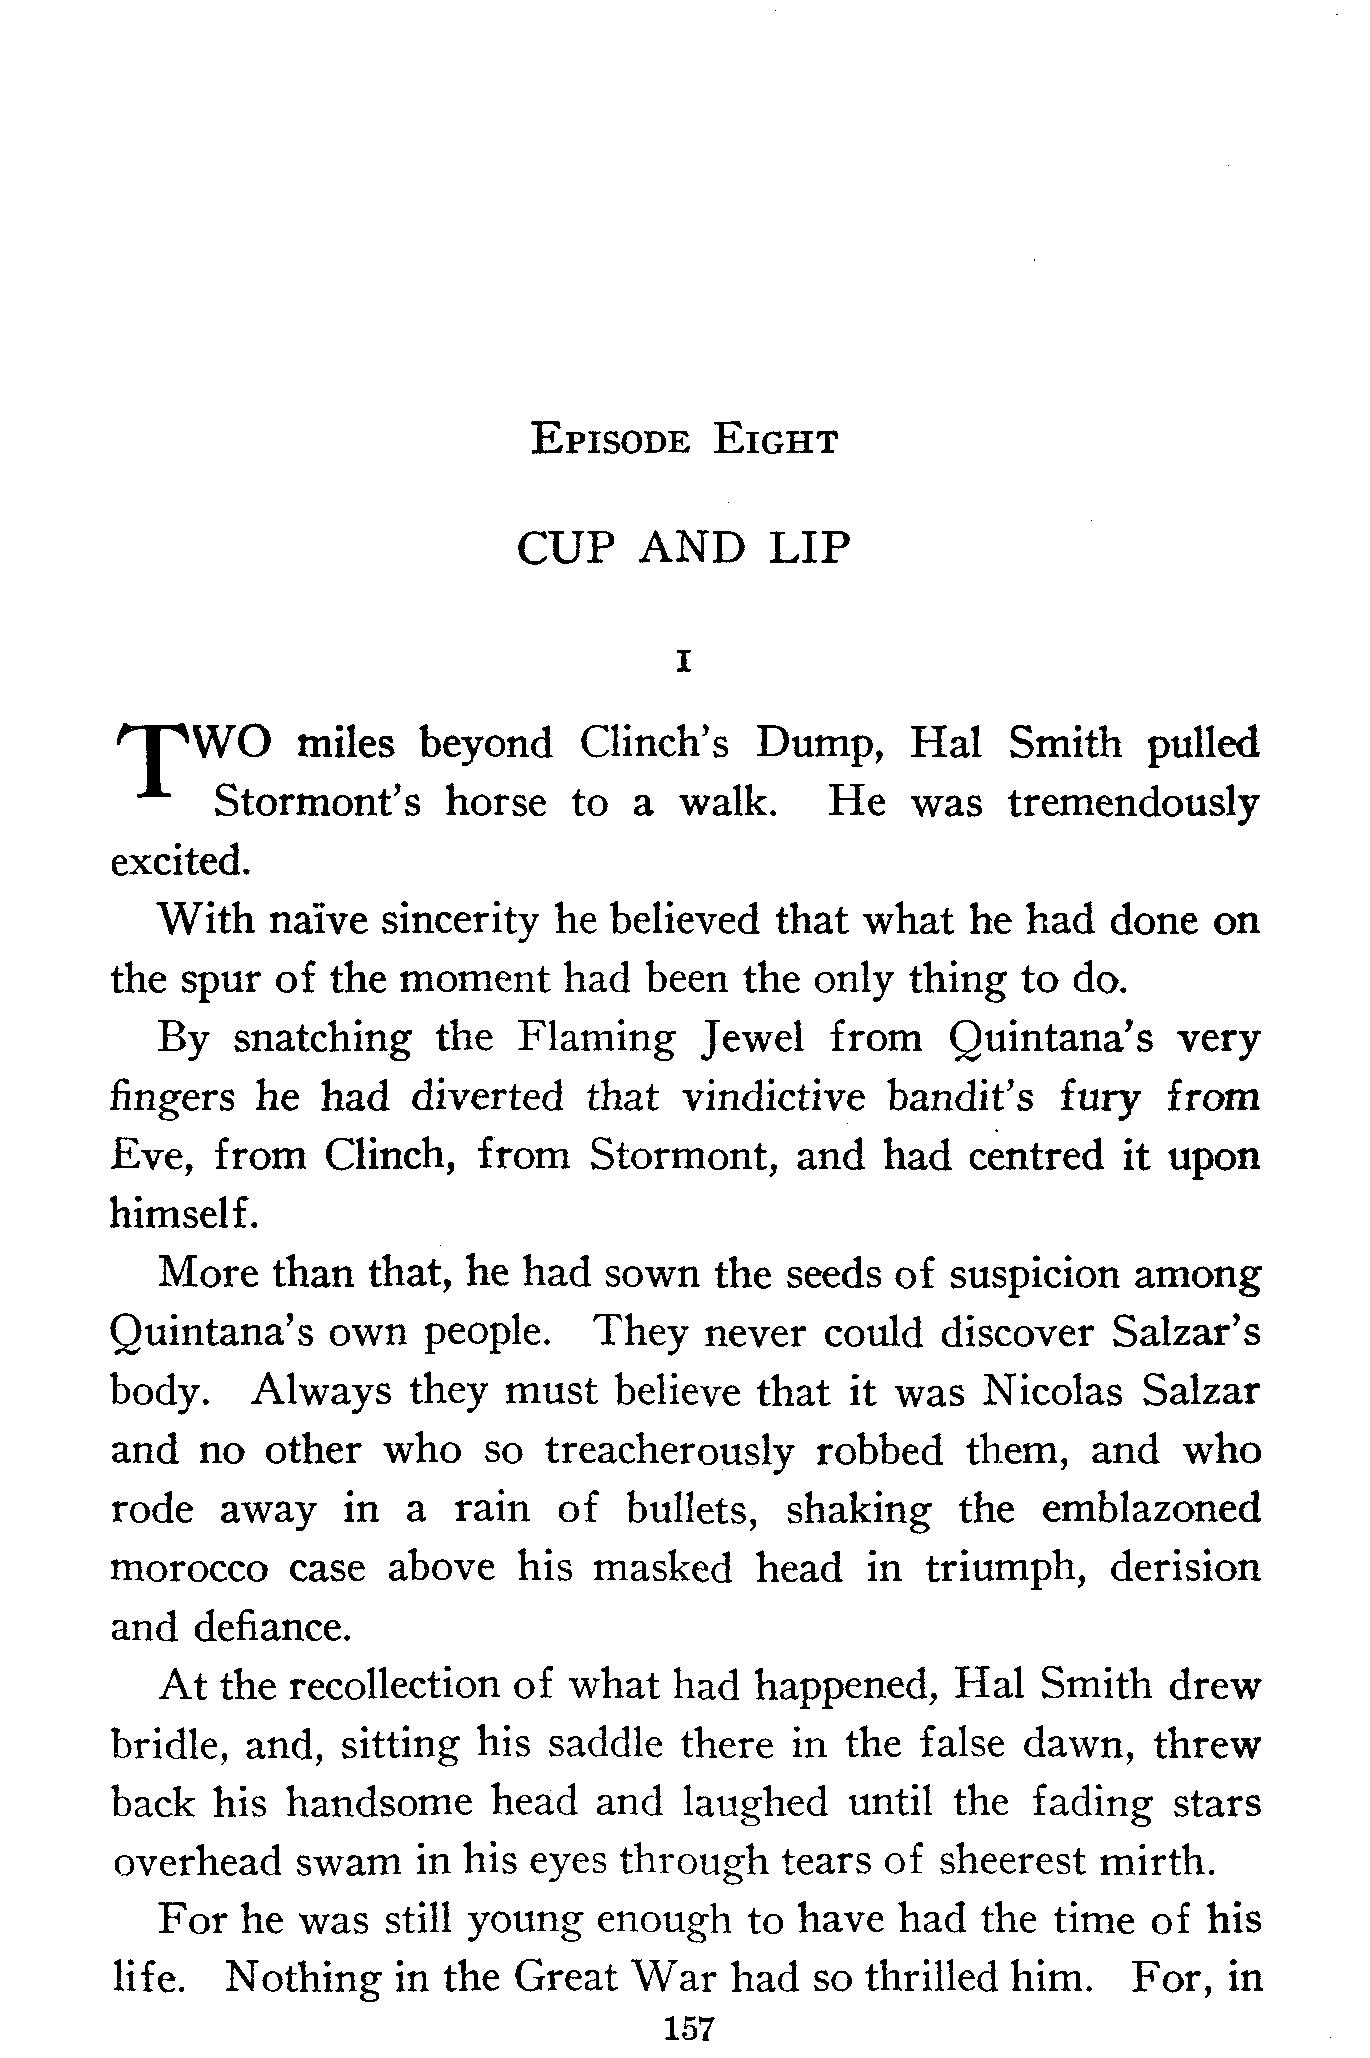 Episode Eight
CUP AND LIP
I
TWO miles beyond Clinch's Dump, Hal Smith pulled
Stormont's horse to a walk. He was tremendously
excited.
With naïve sincerity he believed that what he had done on
the spur of the moment had been the only thing to do.
By snatching the Flaming Jewel from Quintana's very
fingers he had diverted that vindictive bandit's fury from
Eve, from Clinch, from Stormont, and had centred it upon
himself.
More than that, he had sown the seeds of suspicion among
Quintana's own people. They never could discover Salzar's
body. Always they must believe that it was Nicolas Salzar
and no other who so treacherously robbed them, and who
rode away in a rain of bullets, shaking the emblazoned
morocco case above his masked head in triumph, derision
and defiance.
At the recollection of what had happened, Hal Smith drew
bridle, and, sitting his saddle there in the false dawn, threw
back his handsome head and laughed until the fading stars
overhead swam in his eyes through tears of sheerest mirth.
For he was still young enough to have had the time of his
life. Nothing in the Great War had so thrilled him. For, in
157